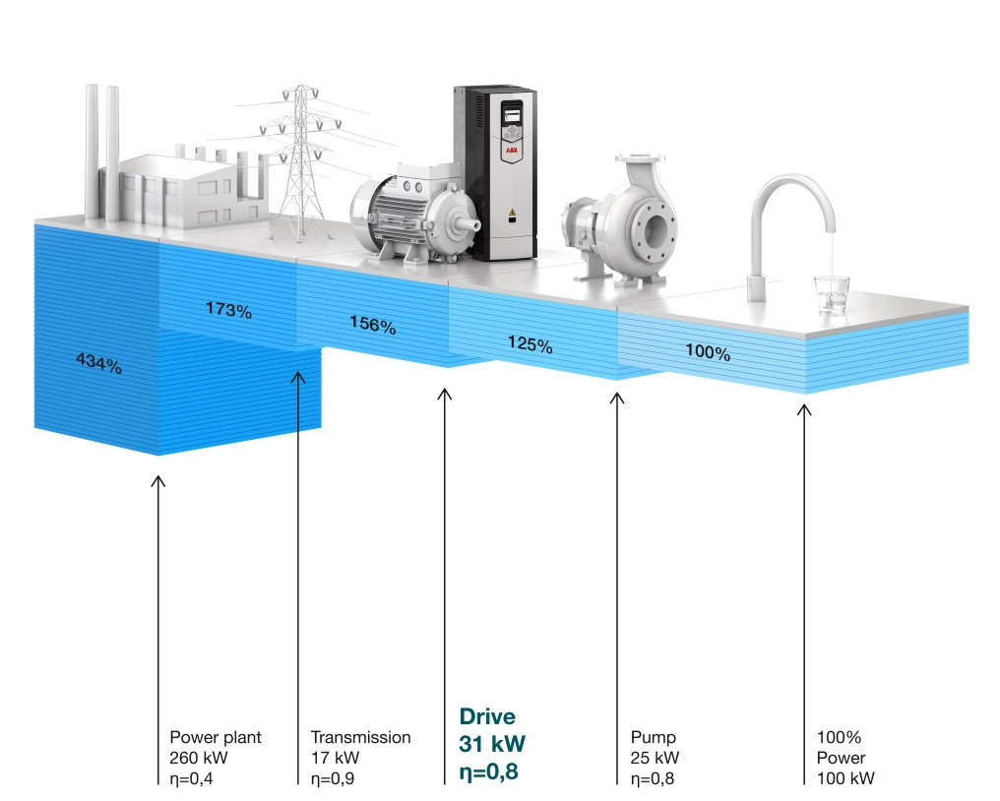 ABB
434%
173%
156%
125%
100%
Power plant
260 kW
η=0,4
Transmission
17 kW
η=0,9
Drive
31 kW
η=0,8
Pump
25 kW
η=0,8
100%
Power
100 kW